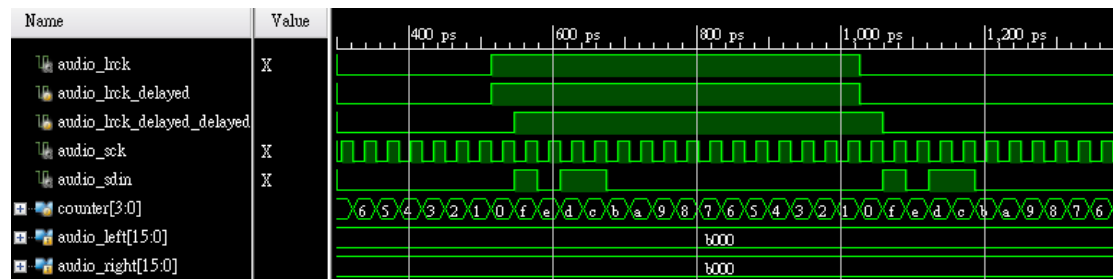 Name Value
400 ps 600 ps 800 ps 1,000 ps 1,200 ps
audio_lrck X
audio_lrck_delayed
audio_lrck_delayed_delayed
audio_sck X
audio_sdin X
counter[3:0] 6 5 4 3 2 1 0 f e d c b a 9 8 7 6 5 4 3 2 1 0 f e d c b a 9 8 7 6
audio_left[15:0] b000
audio_right[15:0] b000